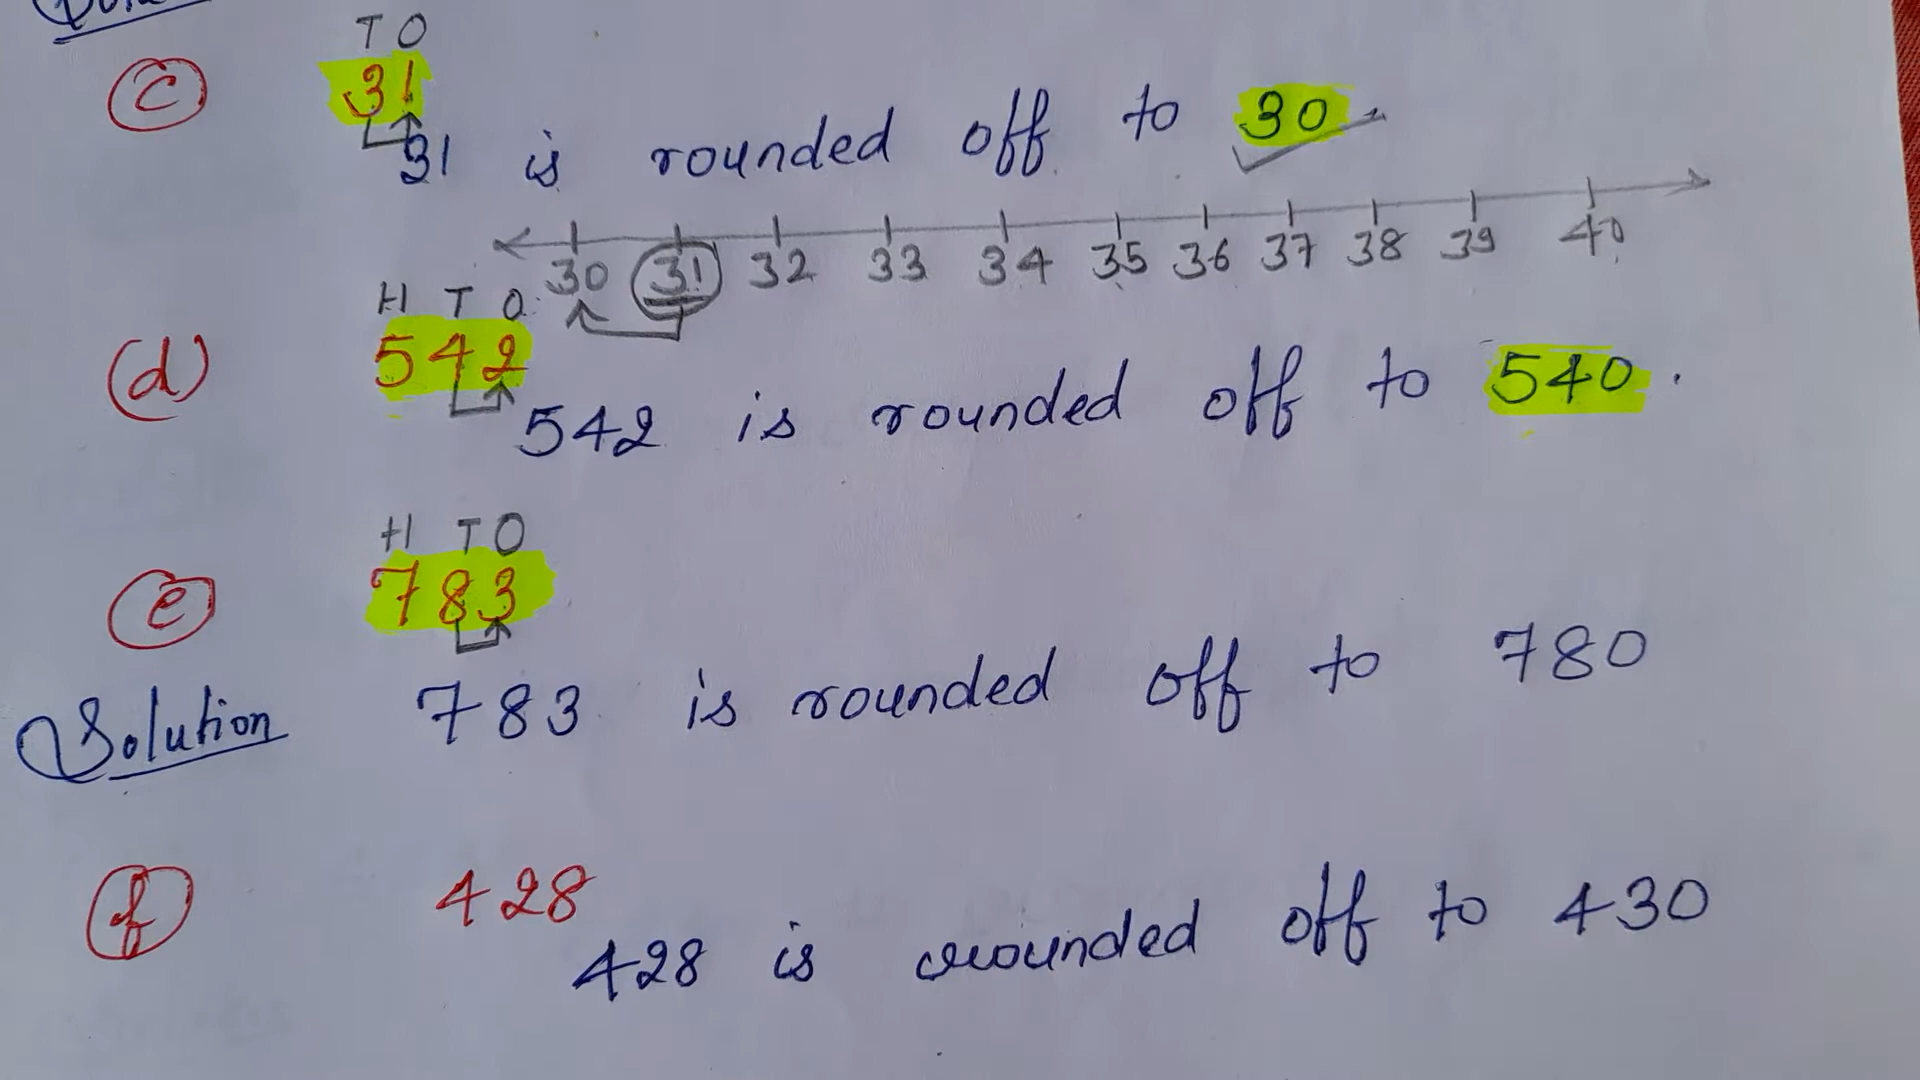 T O
(c) 31
31 is rounded off to 30.
30 31 32 33 34 35 36 37 38 39 40
H T O
(d) 542
542 is rounded off to 540.
H T O
(e) 783
Solution 783 is rounded off to 780
(f) 428
428 is rounded off to 430